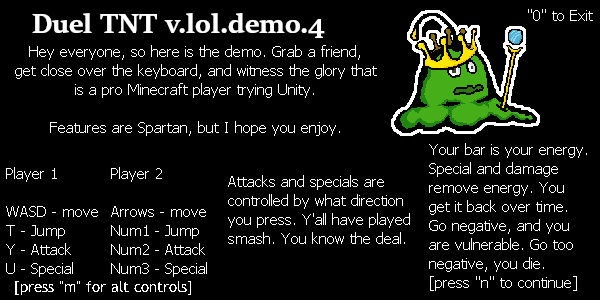 Duel TNT v.lol.demo.4
"0" to Exit
Hey everyone, so here is the demo. Grab a friend,
get close over the keyboard, and witness the glory that
is a pro Minecraft player trying Unity.
Features are Spartan, but I hope you enjoy.
Player 1
WASD - move
T - Jump
Y - Attack
U - Special
Player 2
Arrows - move
Num1 - Jump
Num2 - Attack
Num3 - Special
[press "m" for alt controls]
Attacks and specials are
controlled by what direction
you press. Y'all have played
smash. You know the deal.
Your bar is your energy.
Special and damage
remove energy. You
get it back over time.
Go negative, and you
are vulnerable. Go too
negative, you die.
[press "n" to continue]